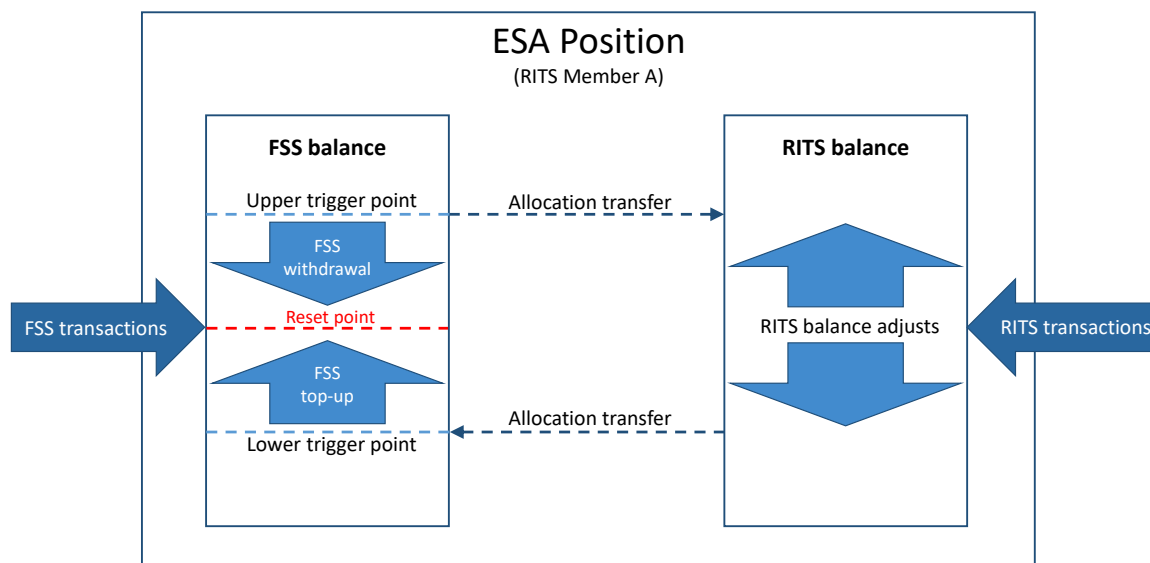 ESA Position
(RITS Member A)
FSS balance
RITS balance
Upper trigger point
Allocation transfer
FSS
withdrawal
FSS transactions
Reset point
RITS balance adjusts
RITS transactions
FSS
top-up
Allocation transfer
Lower trigger point